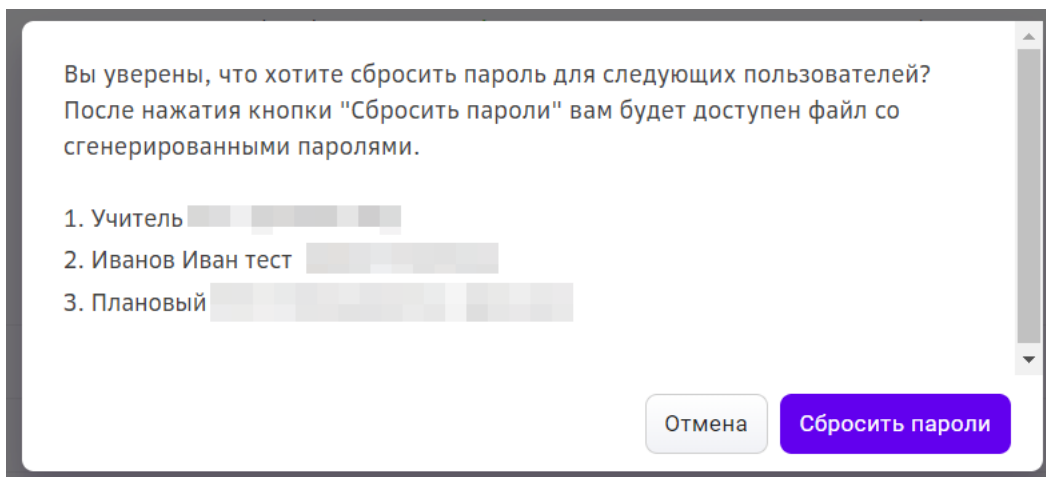 Вы уверены, что хотите сбросить пароль для следующих пользователей?
После нажатия кнопки "Сбросить пароли" вам будет доступен файл со
сгенерированными паролями.
1. Учитель
2. Иванов Иван тест
3. Плановый
Отмена
Сбросить пароли